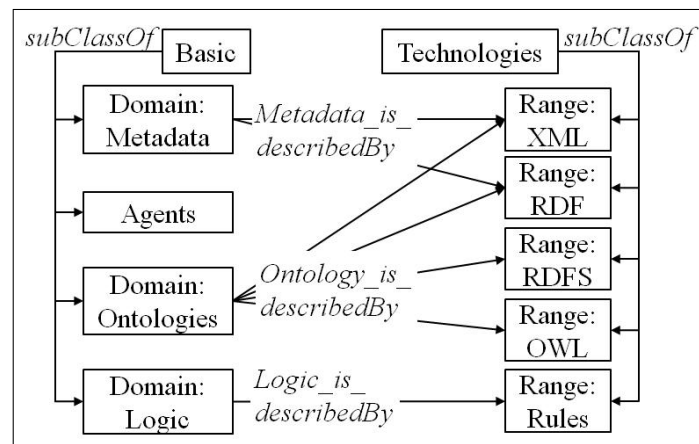 subClassOf
Basic
Technologies
subClassOf
Domain:
Metadata
Metadata_is_
describedBy
Range:
XML
Range:
RDF
Agents
Domain:
Ontologies
Ontology_is_
describedBy
Range:
RDFS
Range:
OWL
Domain:
Logic
Logic_is_
describedBy
Range:
Rules